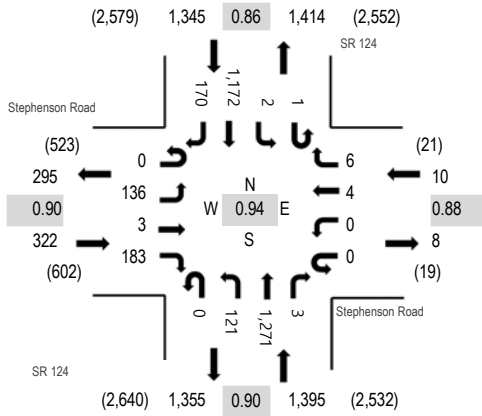 (2,579) 1,345 0.86 1,414 (2,552)
SR 124
170 1,172 2 1
Stephenson Road
(523) 0 6 (21)
295 10
136 N 4
0.90 W 0.94 E 0.88
3 S 0
322 8
183 0
(602) (19)
0 121 1,271 3
Stephenson Road
SR 124
(2,640) 1,355 0.90 1,395 (2,532)